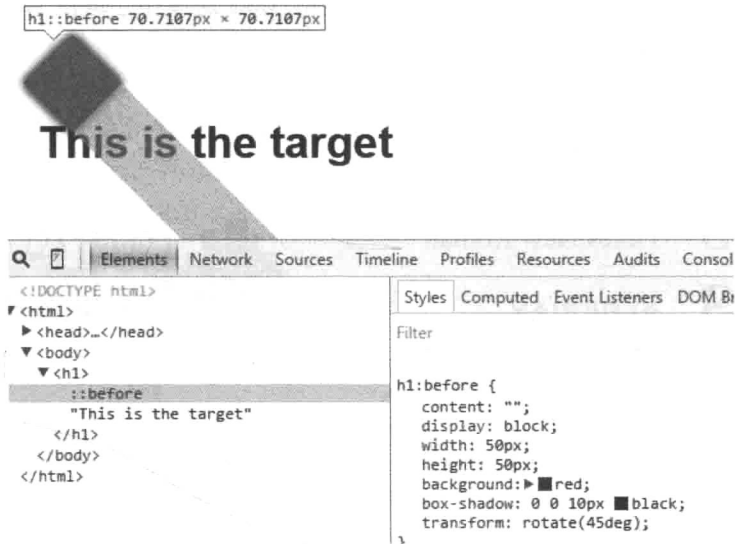 h1::before 70.7107px × 70.7107px
This is the target
Elements Network Sources Timeline Profiles Resources Audits Consol
<!DOCTYPE html>
▼<html>
▶<head>…</head>
▼<body>
▼<h1>
::before
"This is the target"
</h1>
</body>
</html>
Styles Computed Event Listeners DOM Br
Filter
h1:before {
content: "";
display: block;
width: 50px;
height: 50px;
background:▶red;
box-shadow: 0 0 10px black;
transform: rotate(45deg);
}